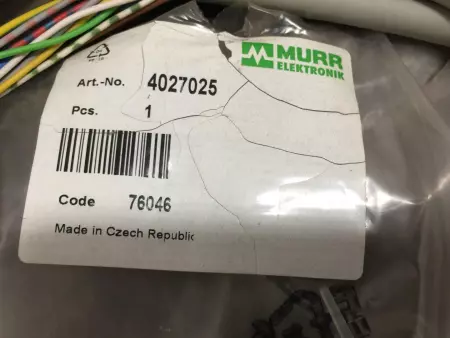 MURR
ELEKTRONIK
Art.-No. 4027025
Pcs. 1
Code 76046
Made in Czech Republic